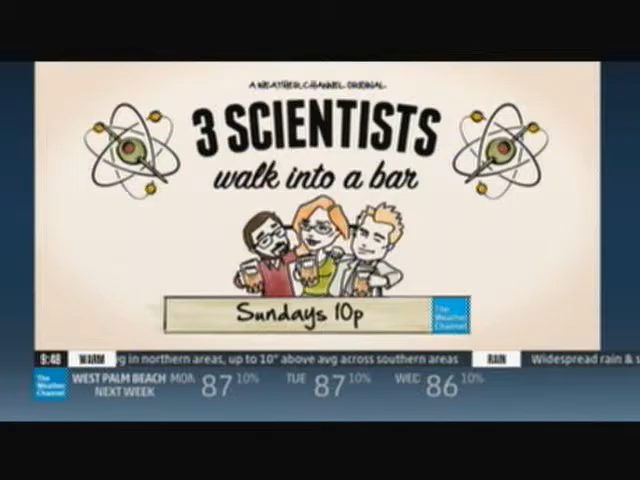 A WEATHER CHANNEL ORIGINAL
3 SCIENTISTS
walk into a bar
Sundays 10p
The
Weather
Channel
9:48 WARM g in northern areas, up to 10° above avg across southern areas RAIN Widespread rain &
The
Weather
Channel
WEST PALM BEACH MON 87 10% TUE 87 10% WED 86 10%
NEXT WEEK